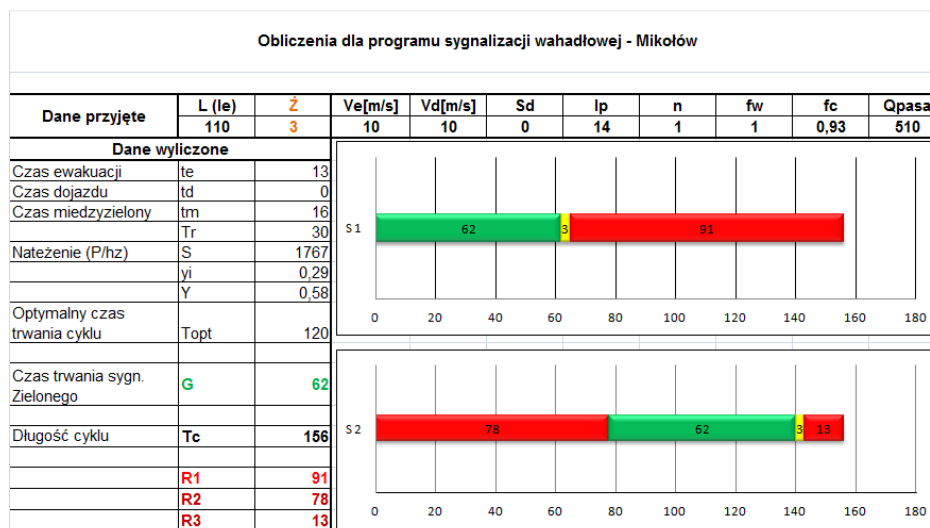 Obliczenia dla programu sygnalizacji wahadłowej - Mikołów
Dane przyjęte L (le) Ż Ve[m/s] Vd[m/s] Sd lp n fw fc Qpasa
110 3 10 10 0 14 1 1 0,93 510
Dane wyliczone
Czas ewakuacji te 13
Czas dojazdu td 0
Czas miedzyzielony tm 16
Tr 30
Nateżenie (P/hz) S 1767
yi 0,29
Y 0,58
Optymalny czas
trwania cyklu Topt 120
Czas trwania sygn.
Zielonego G 62
Długość cyklu Tc 156
R1 91
R2 78
R3 13
S 1 62 3 91
0 20 40 60 80 100 120 140 160 180
S 2 78 62 3 13
0 20 40 60 80 100 120 140 160 180